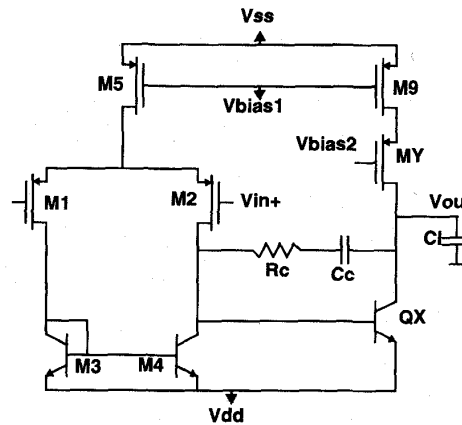 Vss
M5
M9
Vbias1
Vbias2
MY
Vou
M1
M2
Vin+
Cl
Rc
Cc
QX
M3
M4
Vdd